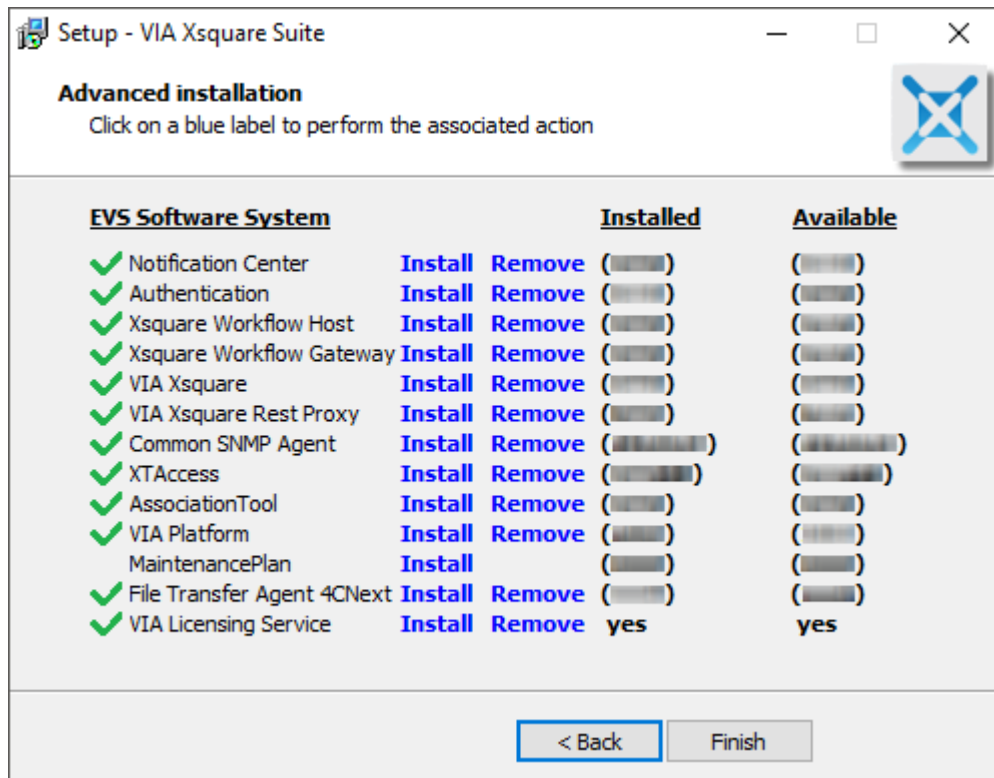 Setup - VIA Xsquare Suite
Advanced installation
Click on a blue label to perform the associated action
EVS Software System Installed Available
Notification Center Install Remove ( ) ( )
Authentication Install Remove ( ) ( )
Xsquare Workflow Host Install Remove ( ) ( )
Xsquare Workflow Gateway Install Remove ( ) ( )
VIA Xsquare Install Remove ( ) ( )
VIA Xsquare Rest Proxy Install Remove ( ) ( )
Common SNMP Agent Install Remove ( ) ( )
XTAccess Install Remove ( ) ( )
AssociationTool Install Remove ( ) ( )
VIA Platform Install Remove ( ) ( )
MaintenancePlan Install ( ) ( )
File Transfer Agent 4CNext Install Remove ( ) ( )
VIA Licensing Service Install Remove yes yes
< Back Finish